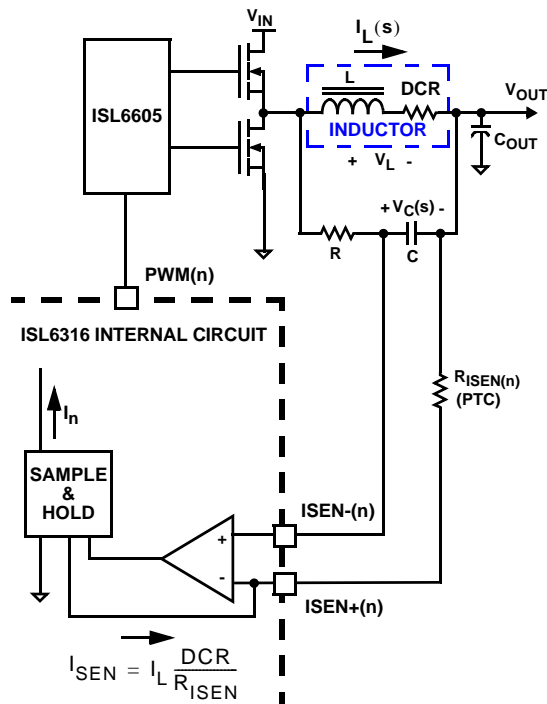 V_IN
I_L(s)
ISL6605
L
DCR
V_OUT
INDUCTOR
C_OUT
+ V_L -
+ V_C(s) -
R
C
PWM(n)
ISL6316 INTERNAL CIRCUIT
R_ISEN(n)
(PTC)
I_n
SAMPLE
&
HOLD
ISEN-(n)
+
-
ISEN+(n)
I_SEN = I_L DCR/R_ISEN